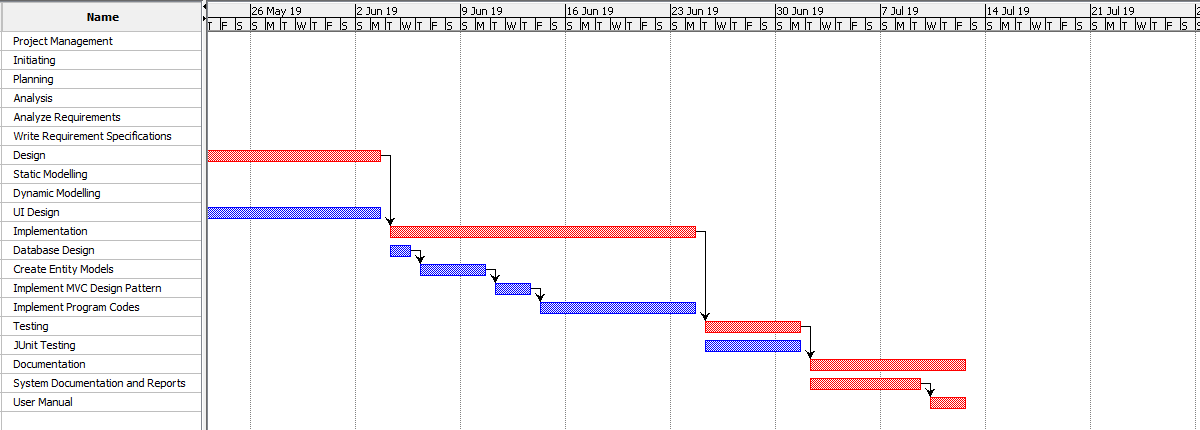 Name
26 May 19 2 Jun 19 9 Jun 19 16 Jun 19 23 Jun 19 30 Jun 19 7 Jul 19 14 Jul 19 21 Jul 19
T F S S M T W T F S S M T W T F S S M T W T F S S M T W T F S S M T W T F S S M T W T F S S M T W T F S S M T W T F S S M T W T F S S
Project Management
Initiating
Planning
Analysis
Analyze Requirements
Write Requirement Specifications
Design
Static Modelling
Dynamic Modelling
UI Design
Implementation
Database Design
Create Entity Models
Implement MVC Design Pattern
Implement Program Codes
Testing
JUnit Testing
Documentation
System Documentation and Reports
User Manual